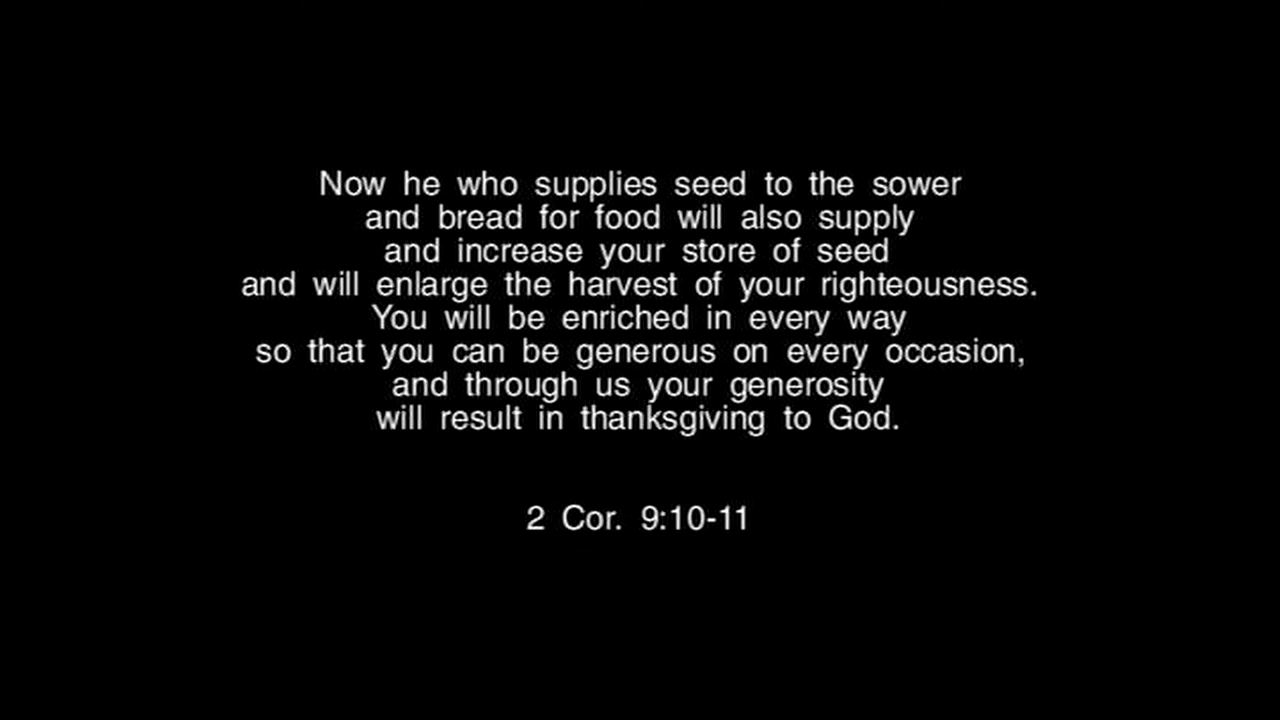 Now he who supplies seed to the sower
and bread for food will also supply
and increase your store of seed
and will enlarge the harvest of your righteousness.
You will be enriched in every way
so that you can be generous on every occasion,
and through us your generosity
will result in thanksgiving to God.
2 Cor. 9:10-11